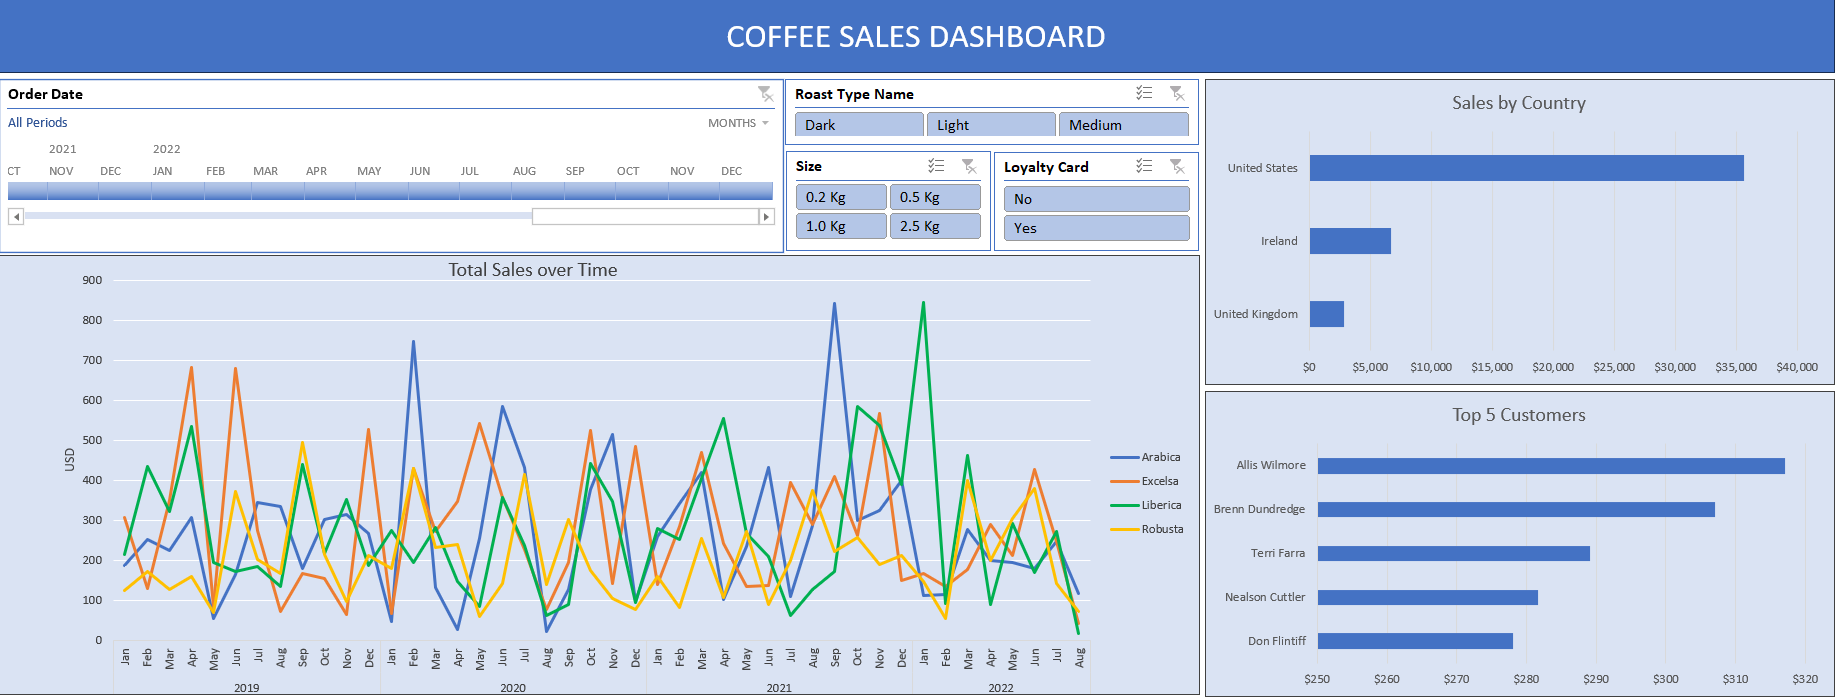 COFFEE SALES DASHBOARD
Order Date
All Periods
MONTHS
2021 2022
CT NOV DEC JAN FEB MAR APR MAY JUN JUL AUG SEP OCT NOV DEC
Roast Type Name
Dark Light Medium
Size
0.2 Kg 0.5 Kg
1.0 Kg 2.5 Kg
Loyalty Card
No
Yes
Total Sales over Time
900
800
700
600
500
400
300
200
100
0
USD
Jan Feb Mar Apr May Jun Jul Aug Sep Oct Nov Dec Jan Feb Mar Apr May Jun Jul Aug Sep Oct Nov Dec Jan Feb Mar Apr May Jun Jul Aug Sep Oct Nov Dec Jan Feb Mar Apr May Jun Jul Aug
2019 2020 2021 2022
Arabica
Excelsa
Liberica
Robusta
Sales by Country
United States
Ireland
United Kingdom
$0 $5,000 $10,000 $15,000 $20,000 $25,000 $30,000 $35,000 $40,000
Top 5 Customers
Allis Wilmore
Brenn Dundredge
Terri Farra
Nealson Cuttler
Don Flintiff
$250 $260 $270 $280 $290 $300 $310 $320